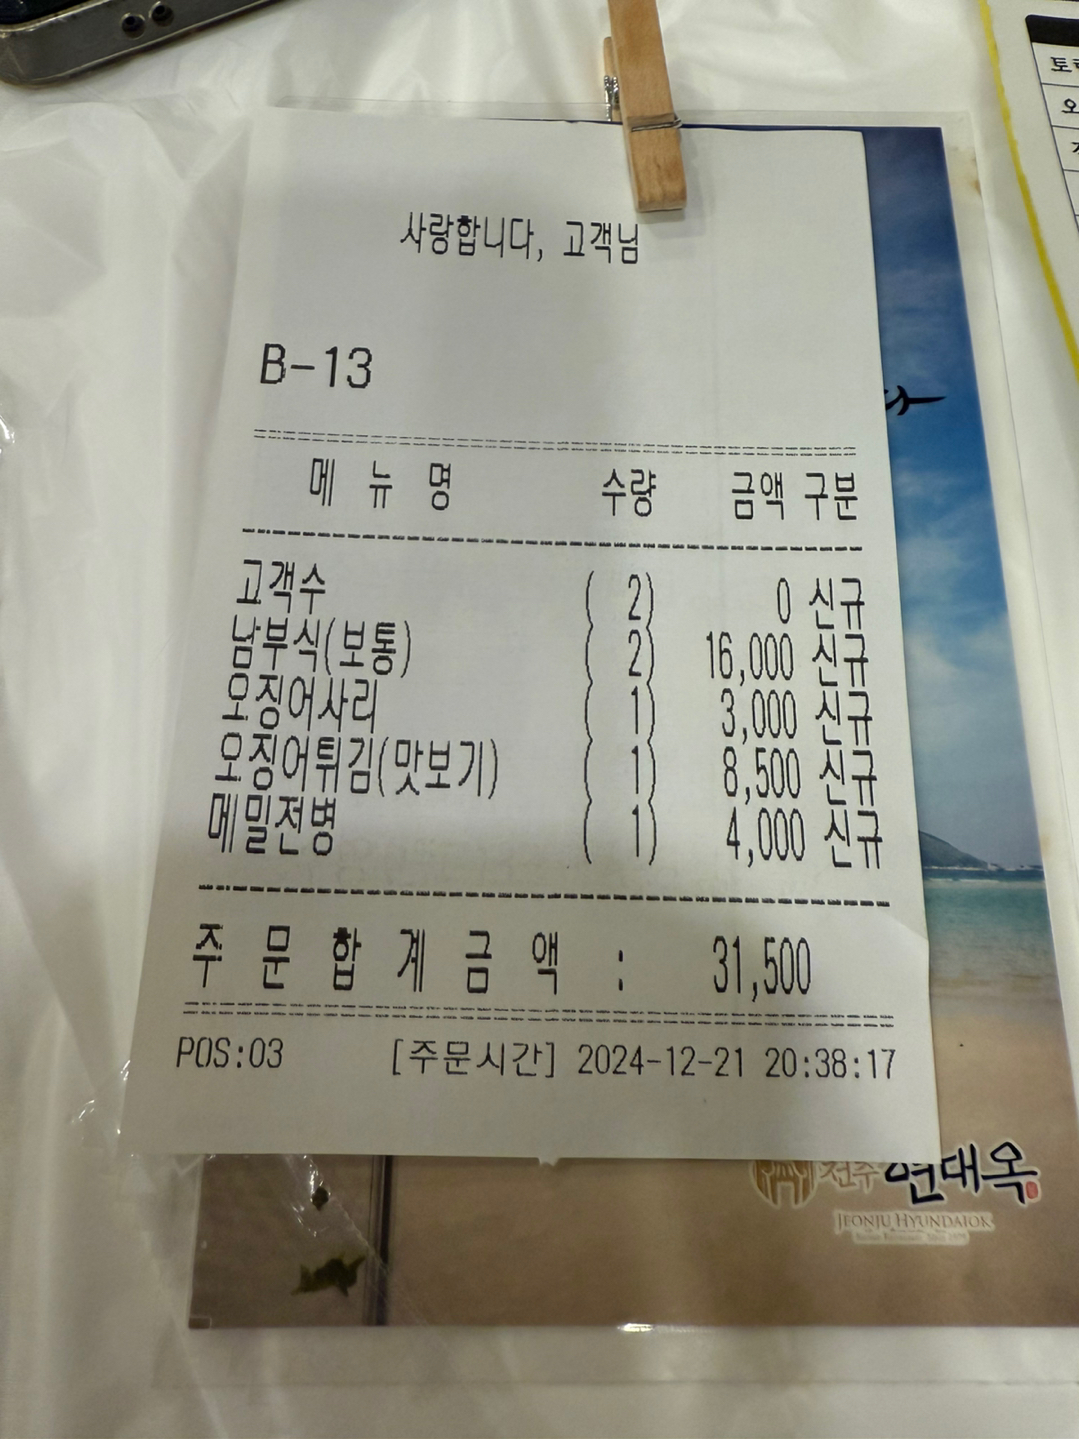 사랑합니다, 고객님
B-13
메 뉴 명 수량 금액 구분
고객수 ( 2) 0 신규
남부식(보통) ( 2) 16,000 신규
오징어사리 ( 1) 3,000 신규
오징어튀김(맛보기) ( 1) 8,500 신규
메밀전병 ( 1) 4,000 신규
주 문 합 계 금 액 : 31,500
POS:03 [주문시간] 2024-12-21 20:38:17
전주 현대옥
JEONJU HYUNDAIOK